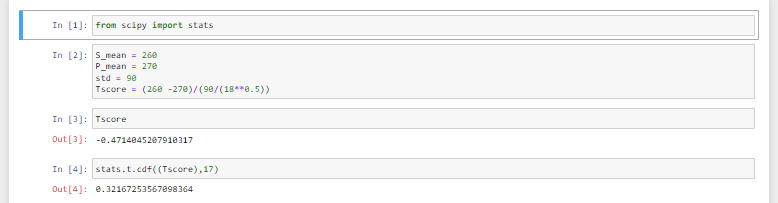 In [1]: from scipy import stats
In [2]: S_mean = 260
P_mean = 270
std = 90
Tscore = (260 -270)/(90/(18**0.5))
In [3]: Tscore
Out[3]: -0.4714045207910317
In [4]: stats.t.cdf((Tscore),17)
Out[4]: 0.32167253567098364